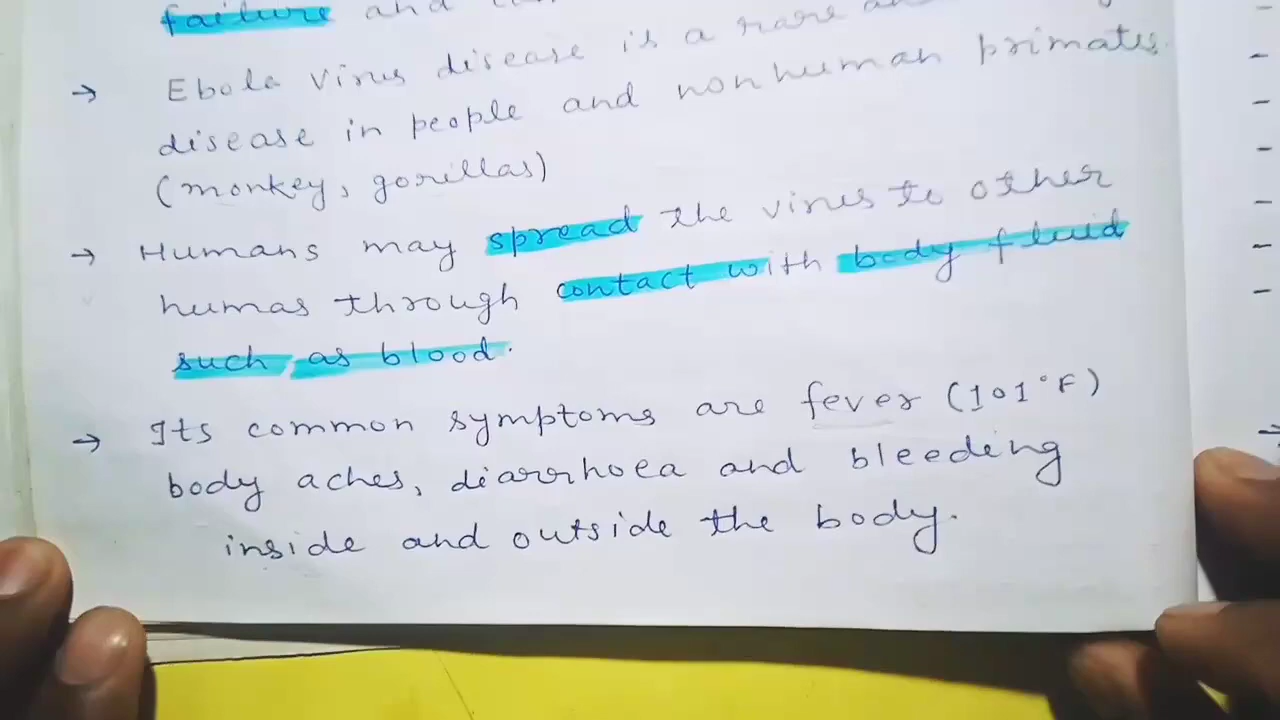 failure and
→ Ebola virus disease is a rare
disease in people and nonhuman primates.
(monkey, gorillas)
→ Humans may spread the virus to other
humas through contact with body fluid
such as blood.
→ Its common symptoms are fever (101°F)
body aches, diarrhoea and bleeding
inside and outside the body.